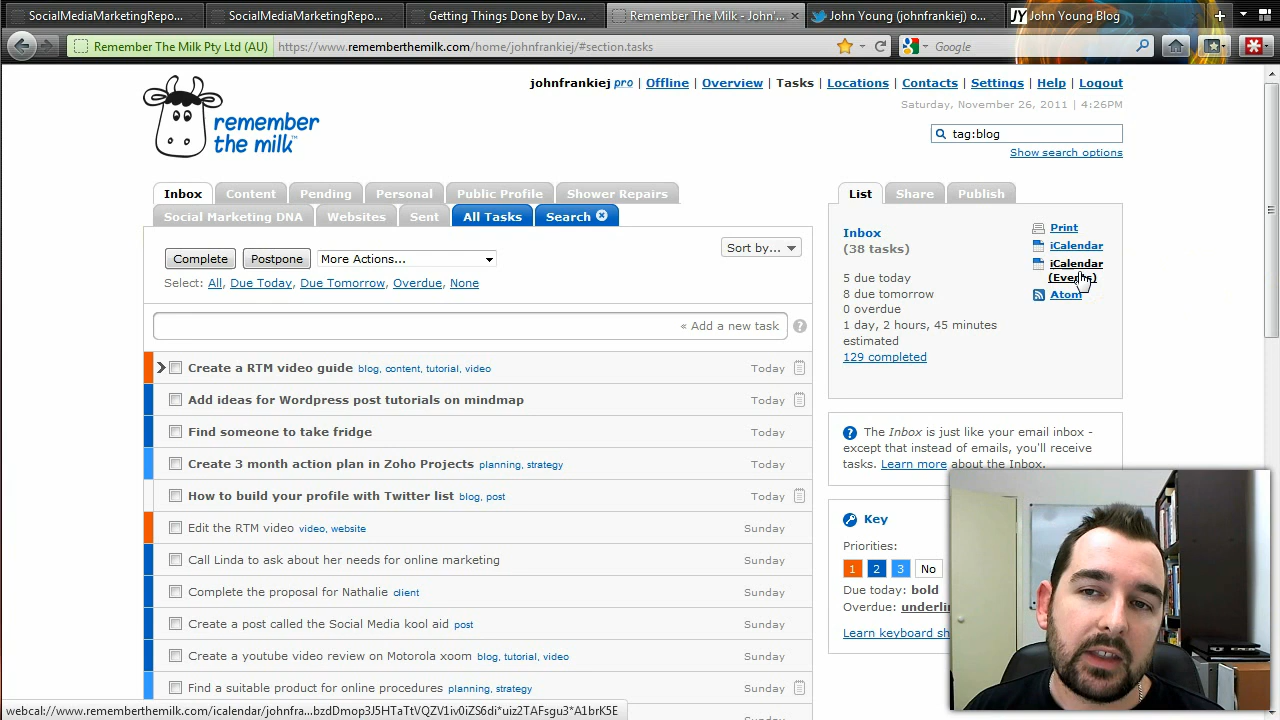 SocialMediaMarketingRepo...
SocialMediaMarketingRepo...
Getting Things Done by Dav...
Remember The Milk - John'...
John Young (johnfrankiej) o...
JY John Young Blog
Remember The Milk Pty Ltd (AU)
https://www.rememberthemilk.com/home/johnfrankiej/#section.tasks
Google
johnfrankiej pro | Offline | Overview | Tasks | Locations | Contacts | Settings | Help | Logout
Saturday, November 26, 2011 | 4:26PM
remember
the milk
tag:blog
Show search options
Inbox Content Pending Personal Public Profile Shower Repairs
Social Marketing DNA Websites Sent All Tasks Search
List Share Publish
Complete Postpone More Actions... Sort by...
Select: All, Due Today, Due Tomorrow, Overdue, None
« Add a new task
Create a RTM video guide blog, content, tutorial, video Today
Add ideas for Wordpress post tutorials on mindmap Today
Find someone to take fridge Today
Create 3 month action plan in Zoho Projects planning, strategy Today
How to build your profile with Twitter list blog, post Today
Edit the RTM video video, website Sunday
Call Linda to ask about her needs for online marketing Sunday
Complete the proposal for Nathalie client Sunday
Create a post called the Social Media kool aid post Sunday
Create a youtube video review on Motorola xoom blog, tutorial, video Sunday
Find a suitable product for online procedures planning, strategy Sunday
Inbox
(38 tasks)
5 due today
8 due tomorrow
0 overdue
1 day, 2 hours, 45 minutes
estimated
129 completed
Print
iCalendar
iCalendar
(Events)
Atom
The Inbox is just like your email inbox -
except that instead of emails, you'll receive
tasks. Learn more about the Inbox.
Key
Priorities:
1 2 3 No
Due today: bold
Overdue: underlin
Learn keyboard sh